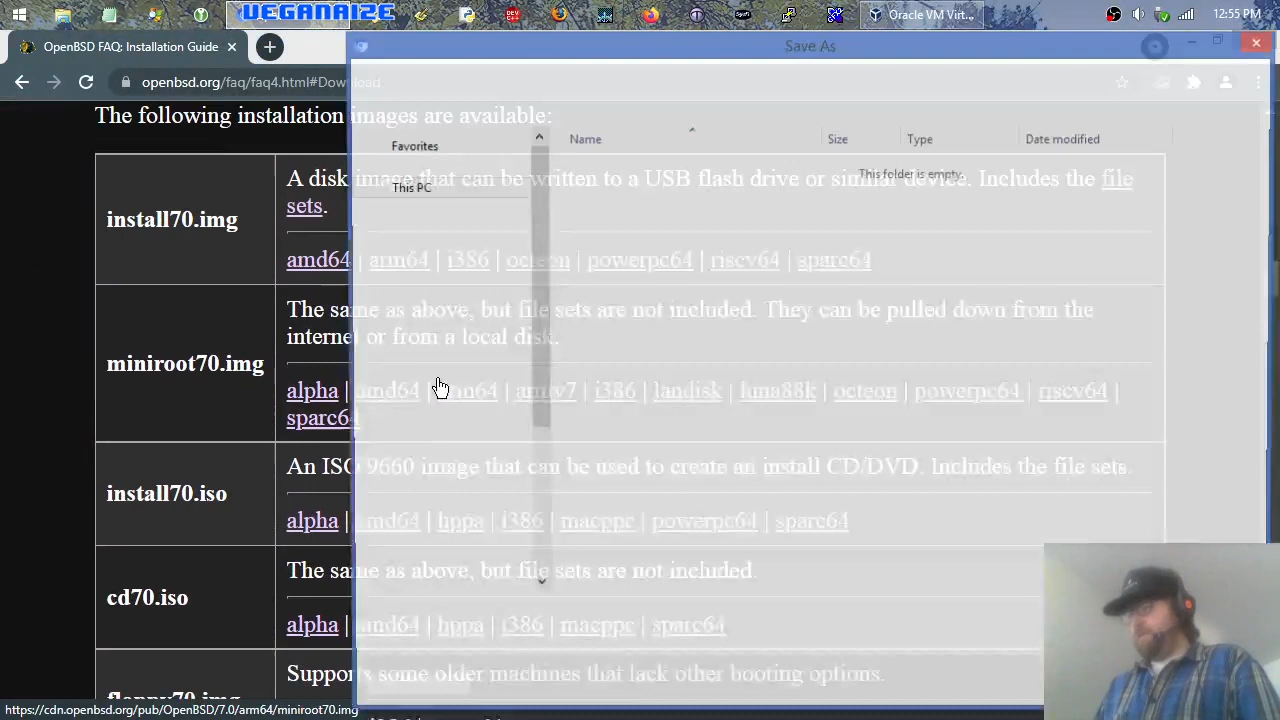 VEGANAIZE
Oracle VM Virt...
12:55 PM
OpenBSD FAQ: Installation Guide
Save As
openbsd.org/faq/faq4.html#Download
The following installation images are available:
Favorites
This PC
Name
Size
Type
Date modified
This folder is empty.
install70.img
A disk image that can be written to a USB flash drive or similar device. Includes the file
sets.
amd64 | arm64 | i386 | octeon | powerpc64 | riscv64 | sparc64
miniroot70.img
The same as above, but file sets are not included. They can be pulled down from the
internet or from a local disk.
alpha | amd64 | arm64 | armv7 | i386 | landisk | luna88k | octeon | powerpc64 | riscv64 |
sparc64
install70.iso
An ISO 9660 image that can be used to create an install CD/DVD. Includes the file sets.
alpha | amd64 | hppa | i386 | macppc | powerpc64 | sparc64
cd70.iso
The same as above, but file sets are not included.
alpha | amd64 | hppa | i386 | macppc | sparc64
floppy70.img
Supports some older machines that lack other booting options.
https://cdn.openbsd.org/pub/OpenBSD/7.0/arm64/miniroot70.img